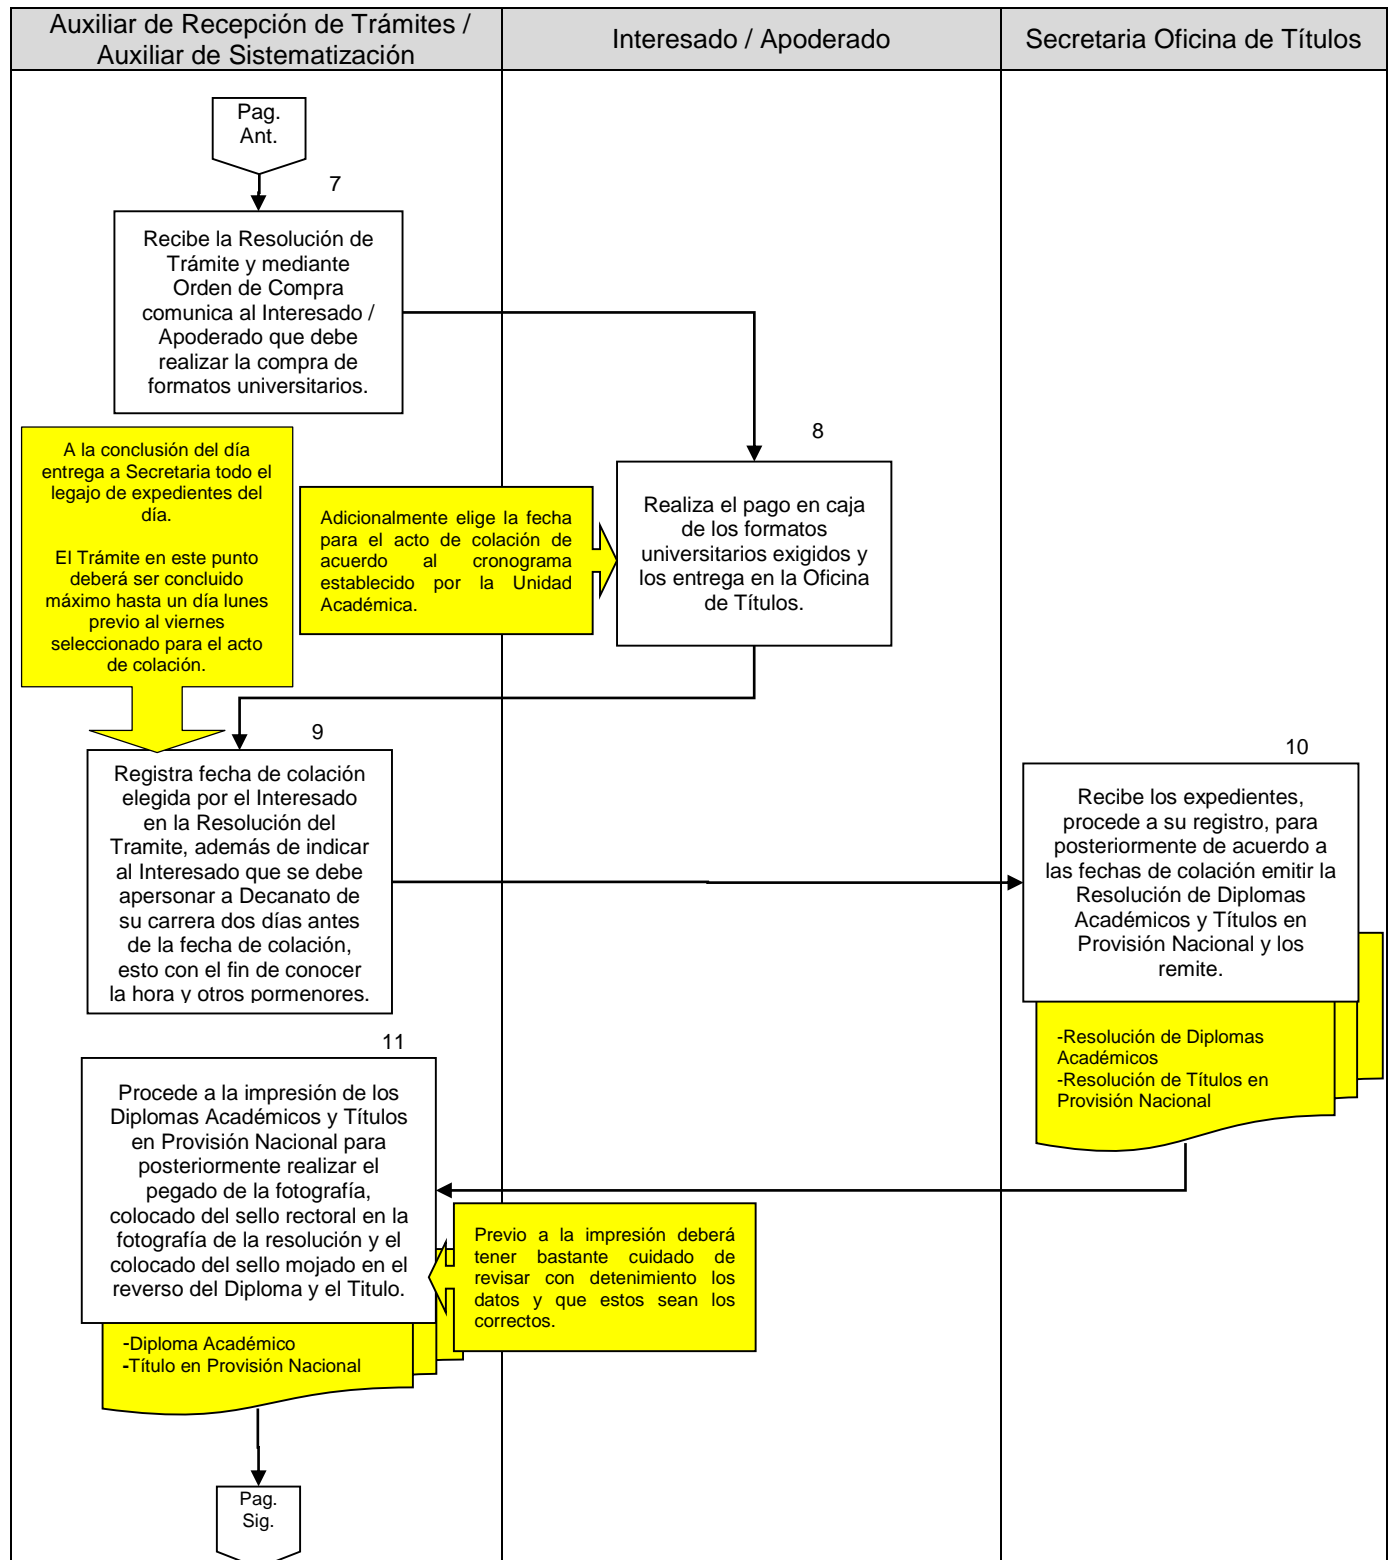 Auxiliar de Recepción de Trámites /
Auxiliar de Sistematización
Interesado / Apoderado
Secretaria Oficina de Títulos
Pag.
Ant.
7
Recibe la Resolución de
Trámite y mediante
Orden de Compra
comunica al Interesado /
Apoderado que debe
realizar la compra de
formatos universitarios.
A la conclusión del día
entrega a Secretaria todo el
legajo de expedientes del
día.
El Trámite en este punto
deberá ser concluido
máximo hasta un día lunes
previo al viernes
seleccionado para el acto
de colación.
Adicionalmente elige la fecha
para el acto de colación de
acuerdo al cronograma
establecido por la Unidad
Académica.
8
Realiza el pago en caja
de los formatos
universitarios exigidos y
los entrega en la Oficina
de Títulos.
9
Registra fecha de colación
elegida por el Interesado
en la Resolución del
Tramite, además de indicar
al Interesado que se debe
apersonar a Decanato de
su carrera dos días antes
de la fecha de colación,
esto con el fin de conocer
la hora y otros pormenores.
10
Recibe los expedientes,
procede a su registro, para
posteriormente de acuerdo a
las fechas de colación emitir la
Resolución de Diplomas
Académicos y Títulos en
Provisión Nacional y los
remite.
-Resolución de Diplomas
Académicos
-Resolución de Títulos en
Provisión Nacional
11
Procede a la impresión de los
Diplomas Académicos y Títulos
en Provisión Nacional para
posteriormente realizar el
pegado de la fotografía,
colocado del sello rectoral en la
fotografía de la resolución y el
colocado del sello mojado en el
reverso del Diploma y el Titulo.
Previo a la impresión deberá
tener bastante cuidado de
revisar con detenimiento los
datos y que estos sean los
correctos.
-Diploma Académico
-Título en Provisión Nacional
Pag.
Sig.